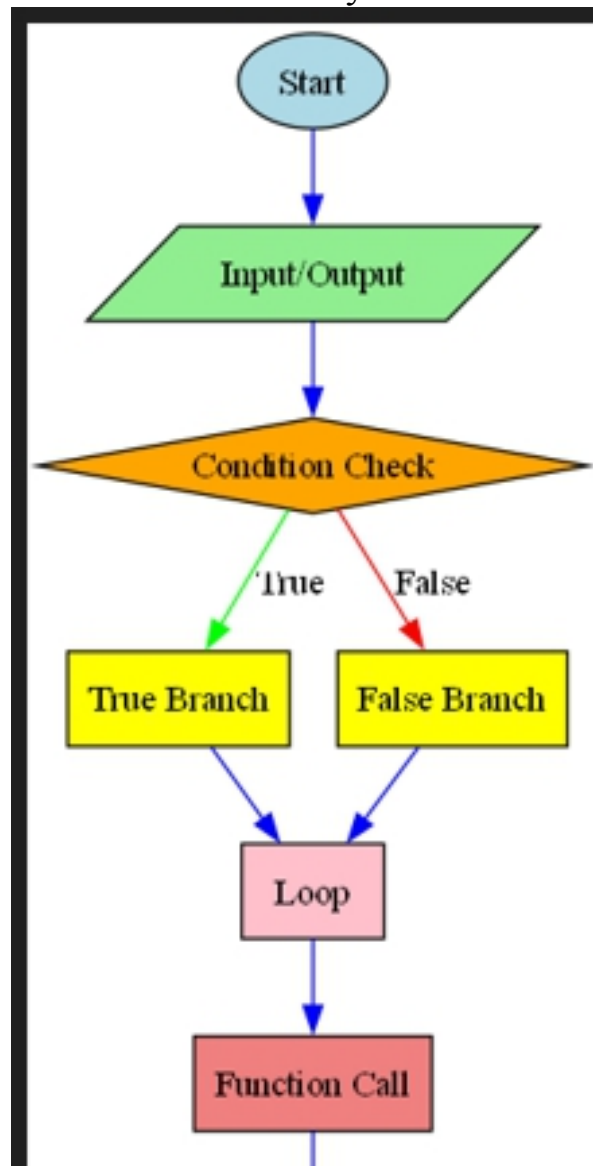 Start
Input/Output
Condition Check
True
False
True Branch
False Branch
Loop
Function Call